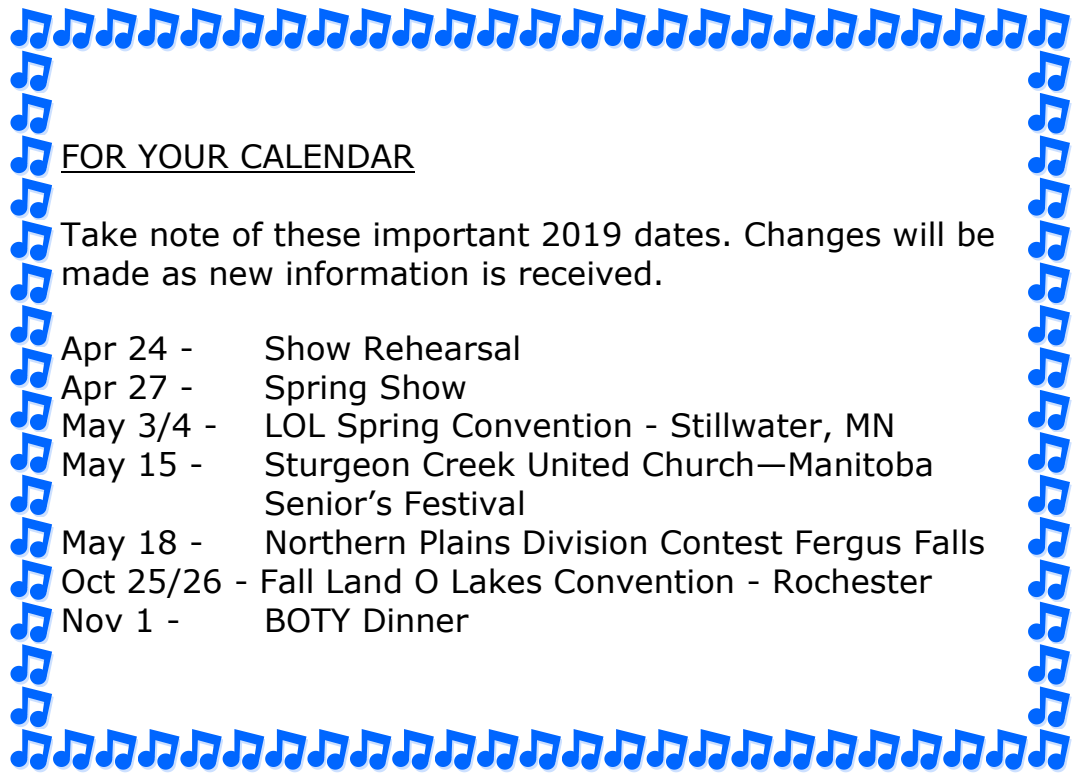 FOR YOUR CALENDAR
Take note of these important 2019 dates. Changes will be
made as new information is received.
Apr 24 - Show Rehearsal
Apr 27 - Spring Show
May 3/4 - LOL Spring Convention - Stillwater, MN
May 15 - Sturgeon Creek United Church—Manitoba
Senior’s Festival
May 18 - Northern Plains Division Contest Fergus Falls
Oct 25/26 - Fall Land O Lakes Convention - Rochester
Nov 1 - BOTY Dinner